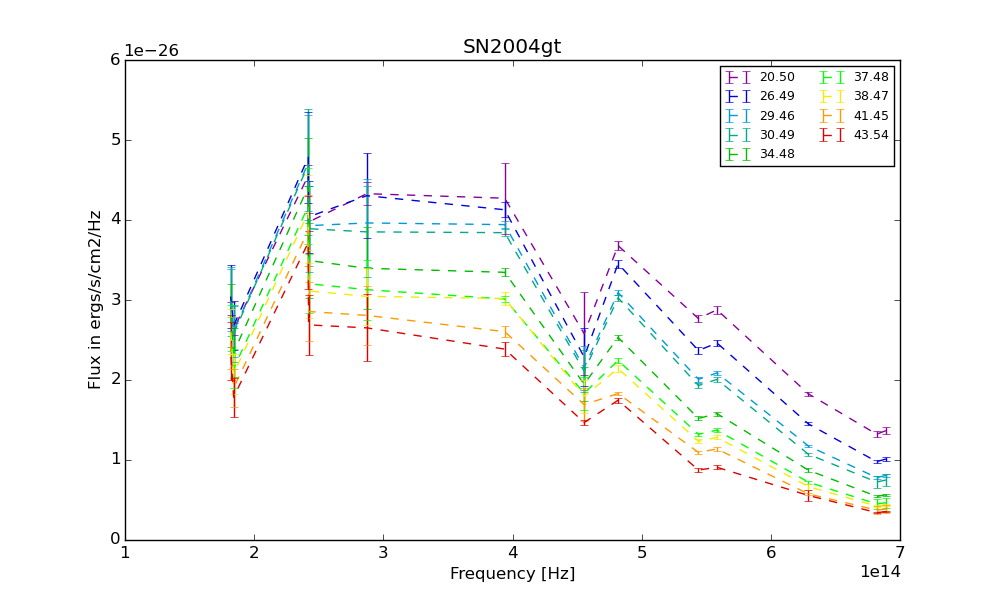 SN2004gt
1e−26
6
5
4
3
2
1
0
Flux in ergs/s/cm2/Hz
20.50
26.49
29.46
30.49
34.48
37.48
38.47
41.45
43.54
1 2 3 4 5 6 7
1e14
Frequency [Hz]